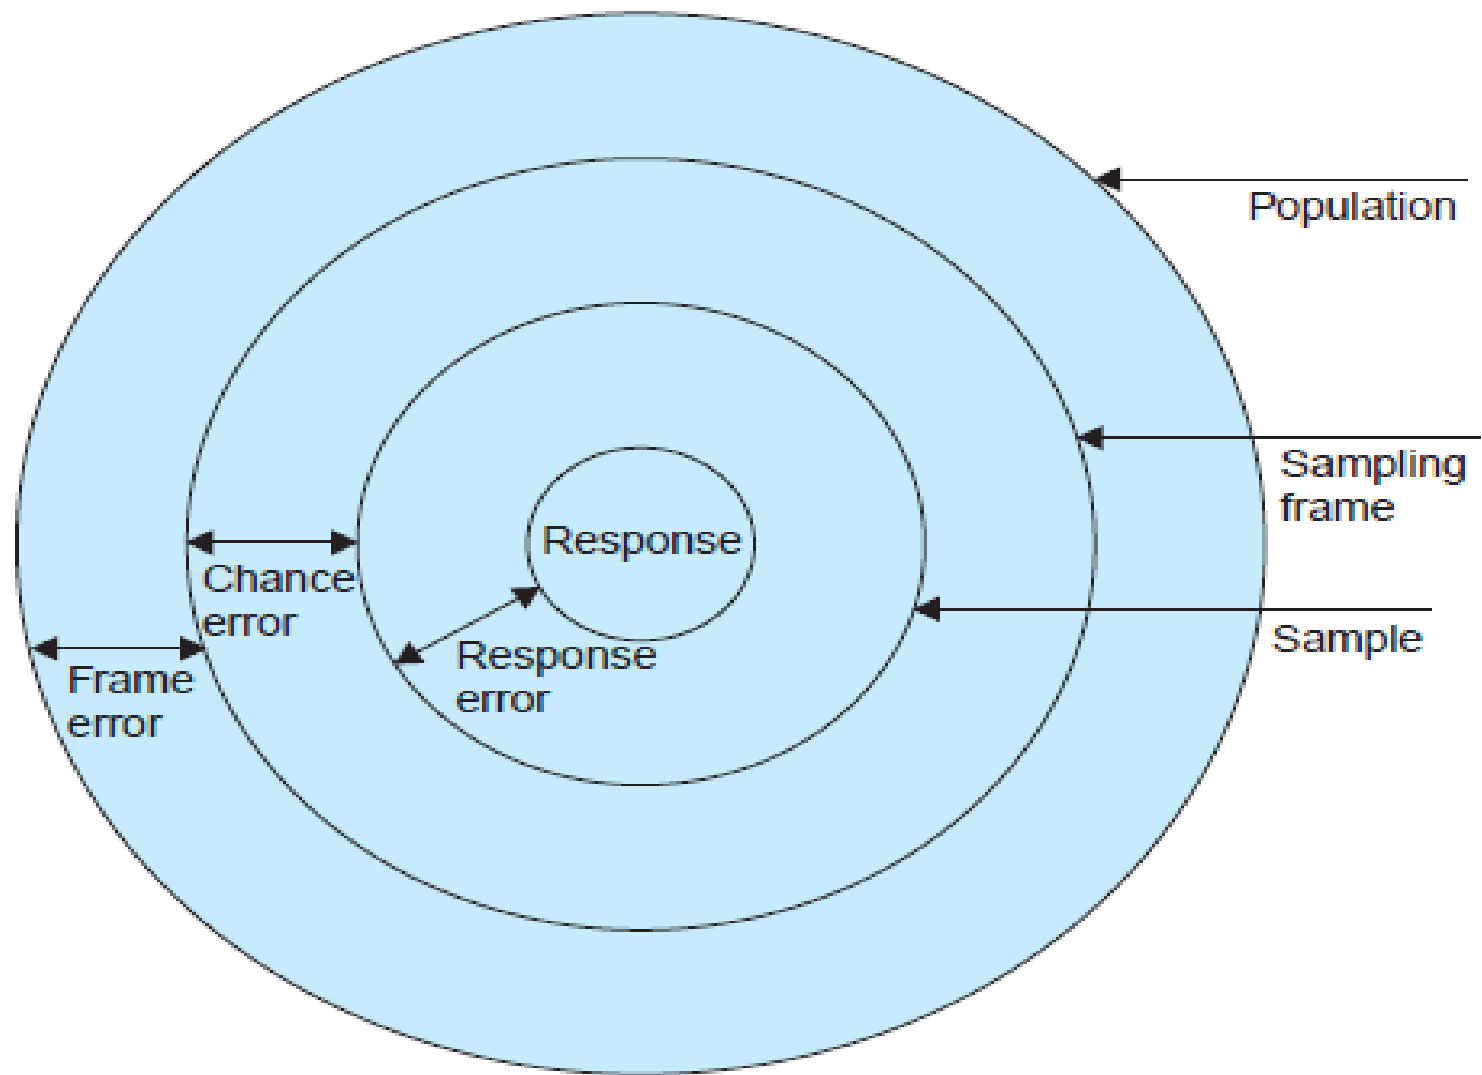 Population
Sampling
frame
Response
Chance
error
Sample
Response
error
Frame
error